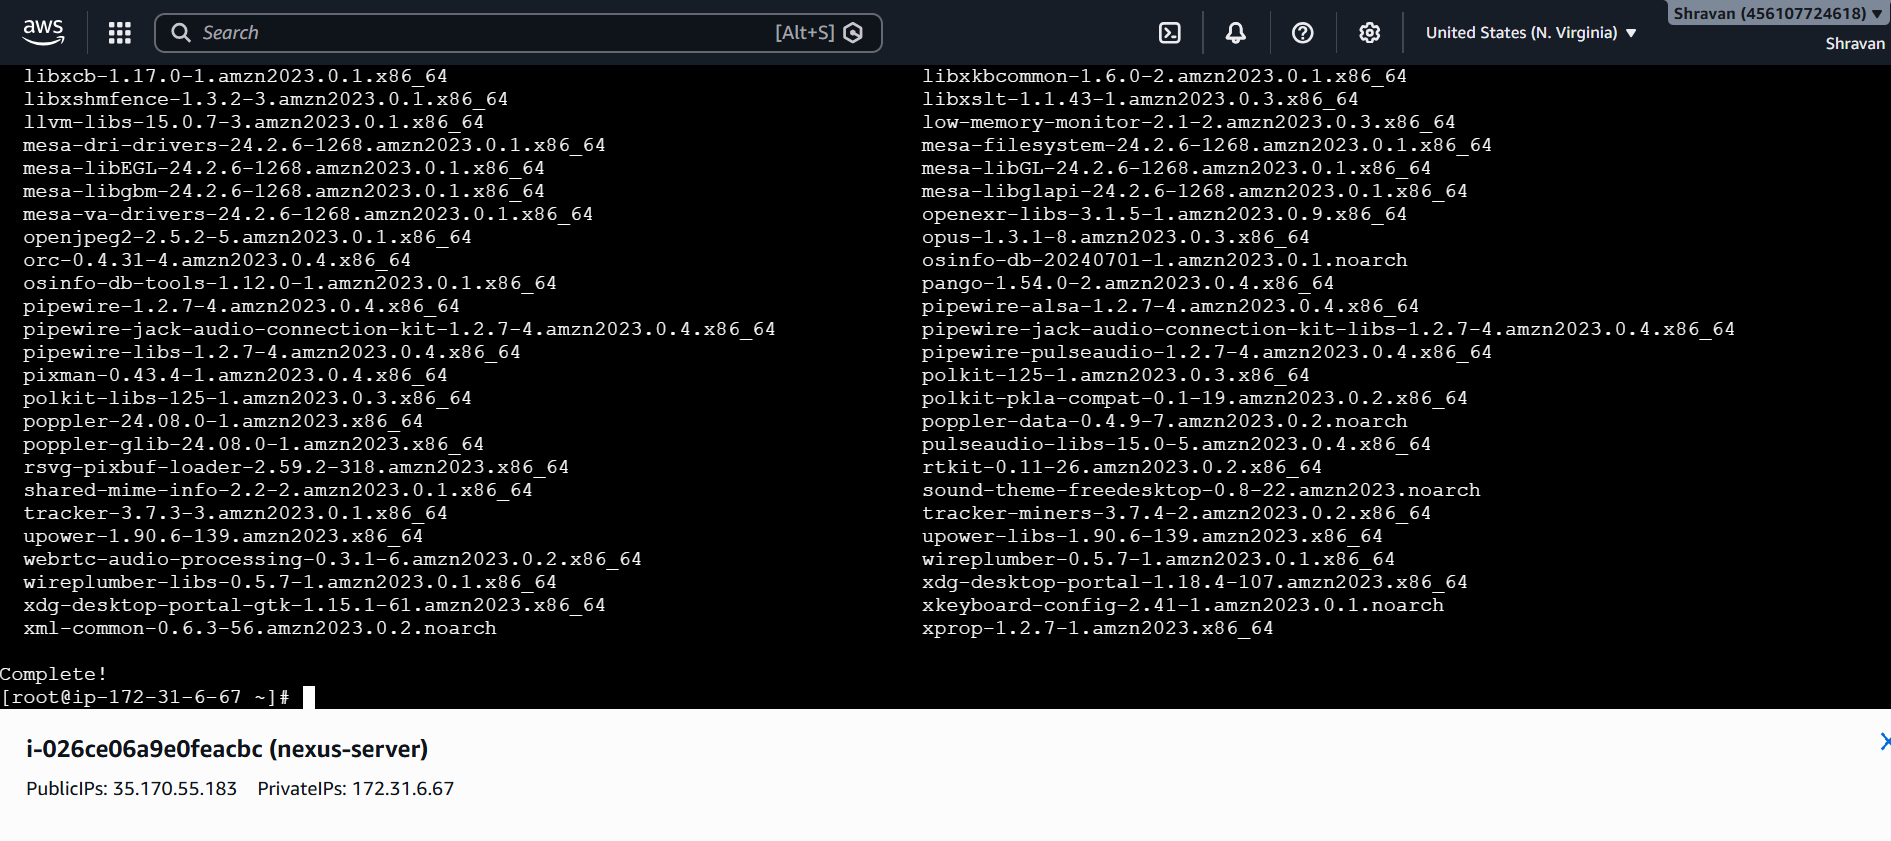 aws
Search [Alt+S]
United States (N. Virginia) ▼
Shravan (456107724618) ▼
Shravan
libxcb-1.17.0-1.amzn2023.0.1.x86_64 libxkbcommon-1.6.0-2.amzn2023.0.1.x86_64
libxshmfence-1.3.2-3.amzn2023.0.1.x86_64 libxslt-1.1.43-1.amzn2023.0.3.x86_64
llvm-libs-15.0.7-3.amzn2023.0.1.x86_64 low-memory-monitor-2.1-2.amzn2023.0.3.x86_64
mesa-dri-drivers-24.2.6-1268.amzn2023.0.1.x86_64 mesa-filesystem-24.2.6-1268.amzn2023.0.1.x86_64
mesa-libEGL-24.2.6-1268.amzn2023.0.1.x86_64 mesa-libGL-24.2.6-1268.amzn2023.0.1.x86_64
mesa-libgbm-24.2.6-1268.amzn2023.0.1.x86_64 mesa-libglapi-24.2.6-1268.amzn2023.0.1.x86_64
mesa-va-drivers-24.2.6-1268.amzn2023.0.1.x86_64 openexr-libs-3.1.5-1.amzn2023.0.9.x86_64
openjpeg2-2.5.2-5.amzn2023.0.1.x86_64 opus-1.3.1-8.amzn2023.0.3.x86_64
orc-0.4.31-4.amzn2023.0.4.x86_64 osinfo-db-20240701-1.amzn2023.0.1.noarch
osinfo-db-tools-1.12.0-1.amzn2023.0.1.x86_64 pango-1.54.0-2.amzn2023.0.4.x86_64
pipewire-1.2.7-4.amzn2023.0.4.x86_64 pipewire-alsa-1.2.7-4.amzn2023.0.4.x86_64
pipewire-jack-audio-connection-kit-1.2.7-4.amzn2023.0.4.x86_64 pipewire-jack-audio-connection-kit-libs-1.2.7-4.amzn2023.0.4.x86_64
pipewire-libs-1.2.7-4.amzn2023.0.4.x86_64 pipewire-pulseaudio-1.2.7-4.amzn2023.0.4.x86_64
pixman-0.43.4-1.amzn2023.0.4.x86_64 polkit-125-1.amzn2023.0.3.x86_64
polkit-libs-125-1.amzn2023.0.3.x86_64 polkit-pkla-compat-0.1-19.amzn2023.0.2.x86_64
poppler-24.08.0-1.amzn2023.x86_64 poppler-data-0.4.9-7.amzn2023.0.2.noarch
poppler-glib-24.08.0-1.amzn2023.x86_64 pulseaudio-libs-15.0-5.amzn2023.0.4.x86_64
rsvg-pixbuf-loader-2.59.2-318.amzn2023.x86_64 rtkit-0.11-26.amzn2023.0.2.x86_64
shared-mime-info-2.2-2.amzn2023.0.1.x86_64 sound-theme-freedesktop-0.8-22.amzn2023.noarch
tracker-3.7.3-3.amzn2023.0.1.x86_64 tracker-miners-3.7.4-2.amzn2023.0.2.x86_64
upower-1.90.6-139.amzn2023.x86_64 upower-libs-1.90.6-139.amzn2023.x86_64
webrtc-audio-processing-0.3.1-6.amzn2023.0.2.x86_64 wireplumber-0.5.7-1.amzn2023.0.1.x86_64
wireplumber-libs-0.5.7-1.amzn2023.0.1.x86_64 xdg-desktop-portal-1.18.4-107.amzn2023.x86_64
xdg-desktop-portal-gtk-1.15.1-61.amzn2023.x86_64 xkeyboard-config-2.41-1.amzn2023.0.1.noarch
xml-common-0.6.3-56.amzn2023.0.2.noarch xprop-1.2.7-1.amzn2023.x86_64
Complete!
[root@ip-172-31-6-67 ~]#
i-026ce06a9e0feacbc (nexus-server)
PublicIPs: 35.170.55.183 PrivateIPs: 172.31.6.67